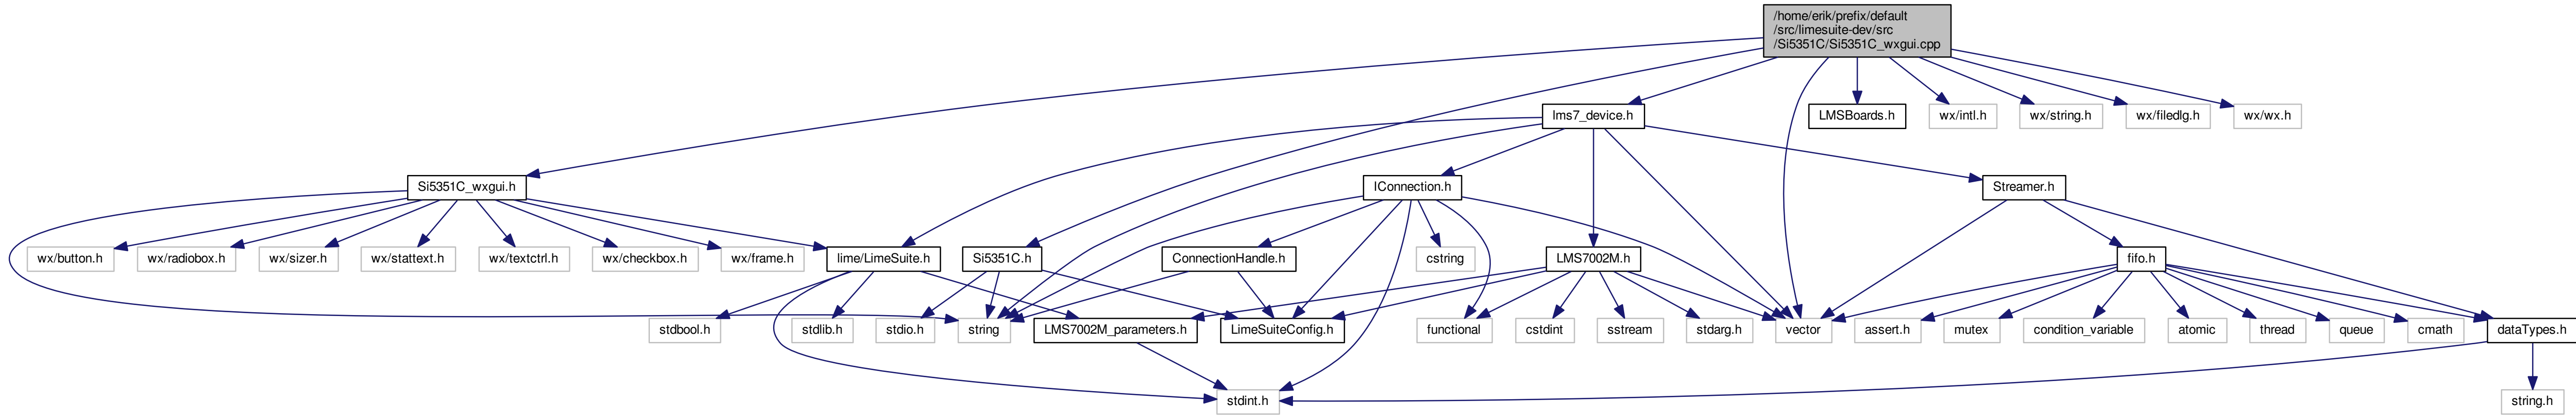 /home/erik/prefix/default
/src/limesuite-dev/src
/Si5351C/Si5351C_wxgui.cpp
lms7_device.h
LMSBoards.h
wx/intl.h
wx/string.h
wx/filedlg.h
wx/wx.h
Si5351C_wxgui.h
IConnection.h
Streamer.h
wx/button.h
wx/radiobox.h
wx/sizer.h
wx/stattext.h
wx/textctrl.h
wx/checkbox.h
wx/frame.h
lime/LimeSuite.h
Si5351C.h
ConnectionHandle.h
cstring
LMS7002M.h
fifo.h
stdbool.h
stdlib.h
stdio.h
string
LMS7002M_parameters.h
LimeSuiteConfig.h
functional
cstdint
sstream
stdarg.h
vector
assert.h
mutex
condition_variable
atomic
thread
queue
cmath
dataTypes.h
stdint.h
string.h